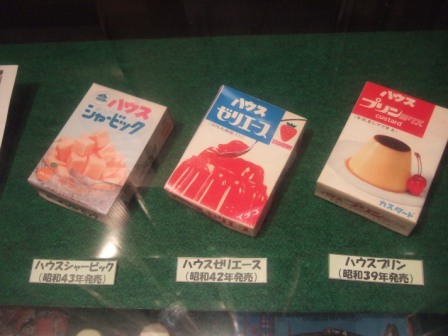 ハウス
シャービック
ハウス
ゼリエース
ハウス
プリンミクス
custard
カスタード
ハウスシャービック
(昭和43年発売)
ハウスゼリエース
(昭和42年発売)
ハウスプリン
(昭和39年発売)